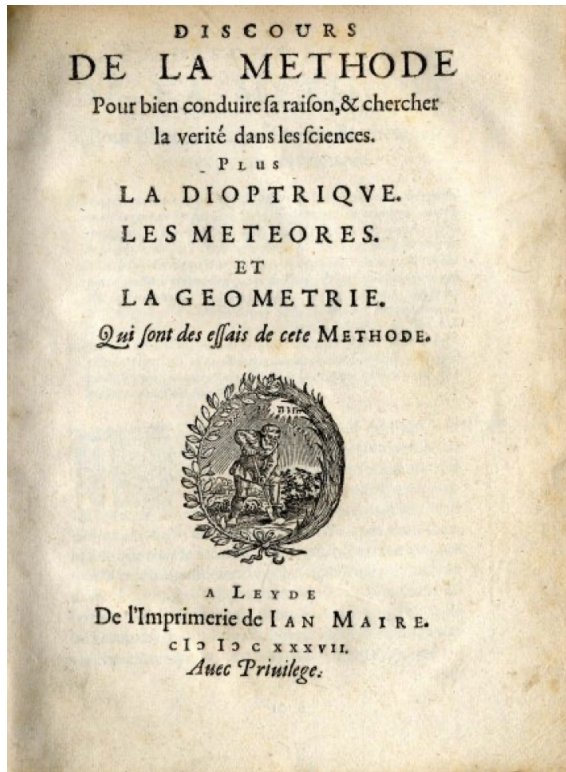 DISCOURS
DE LA METHODE
Pour bien conduire ſa raiſon,& chercher
la verité dans les ſciences.
PLUS
LA DIOPTRIQVE.
LES METEORES.
ET
LA GEOMETRIE.
Qui ſont des eſſais de cete METHODE.
A LEYDE
De l'Imprimerie de IAN MAIRE.
cIↄ Iↄ c xxxvii.
Auec Priuilege.